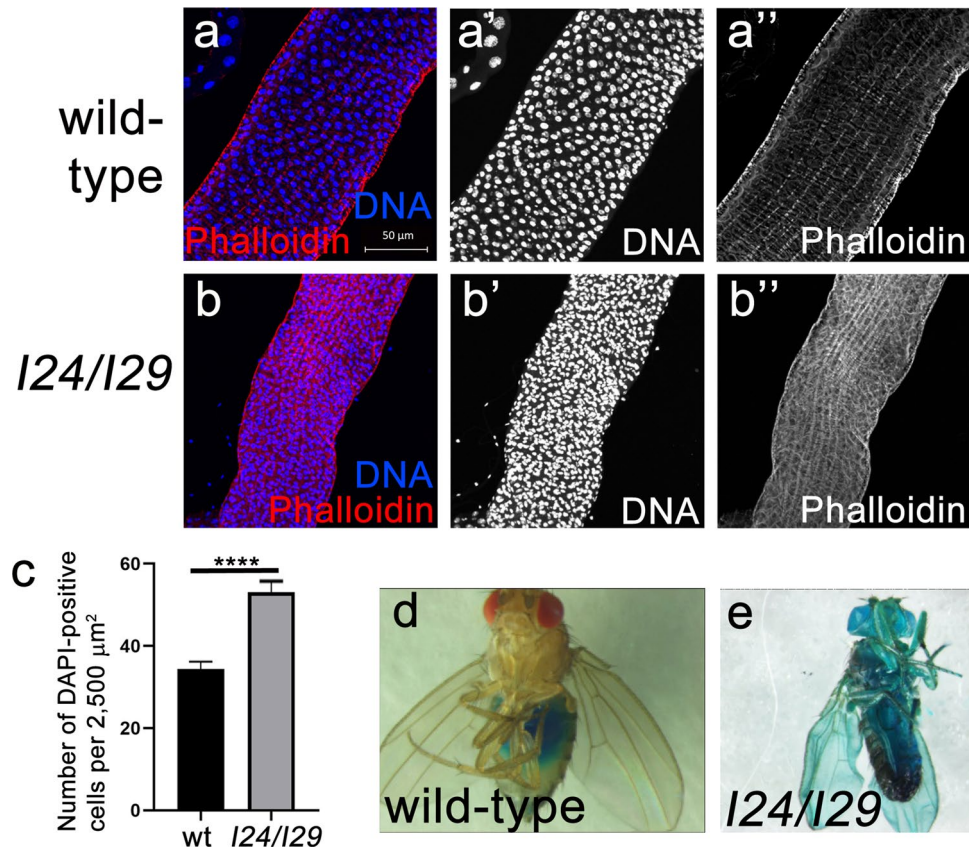 wild-
type
a
DNA
Phalloidin
50 µm
a'
DNA
a''
Phalloidin
I24/I29
b
DNA
Phalloidin
b'
DNA
b''
Phalloidin
c
Number of DAPI-positive
cells per 2,500 µm²
60
40
20
0
****
wt
I24/I29
d
wild-type
e
I24/I29